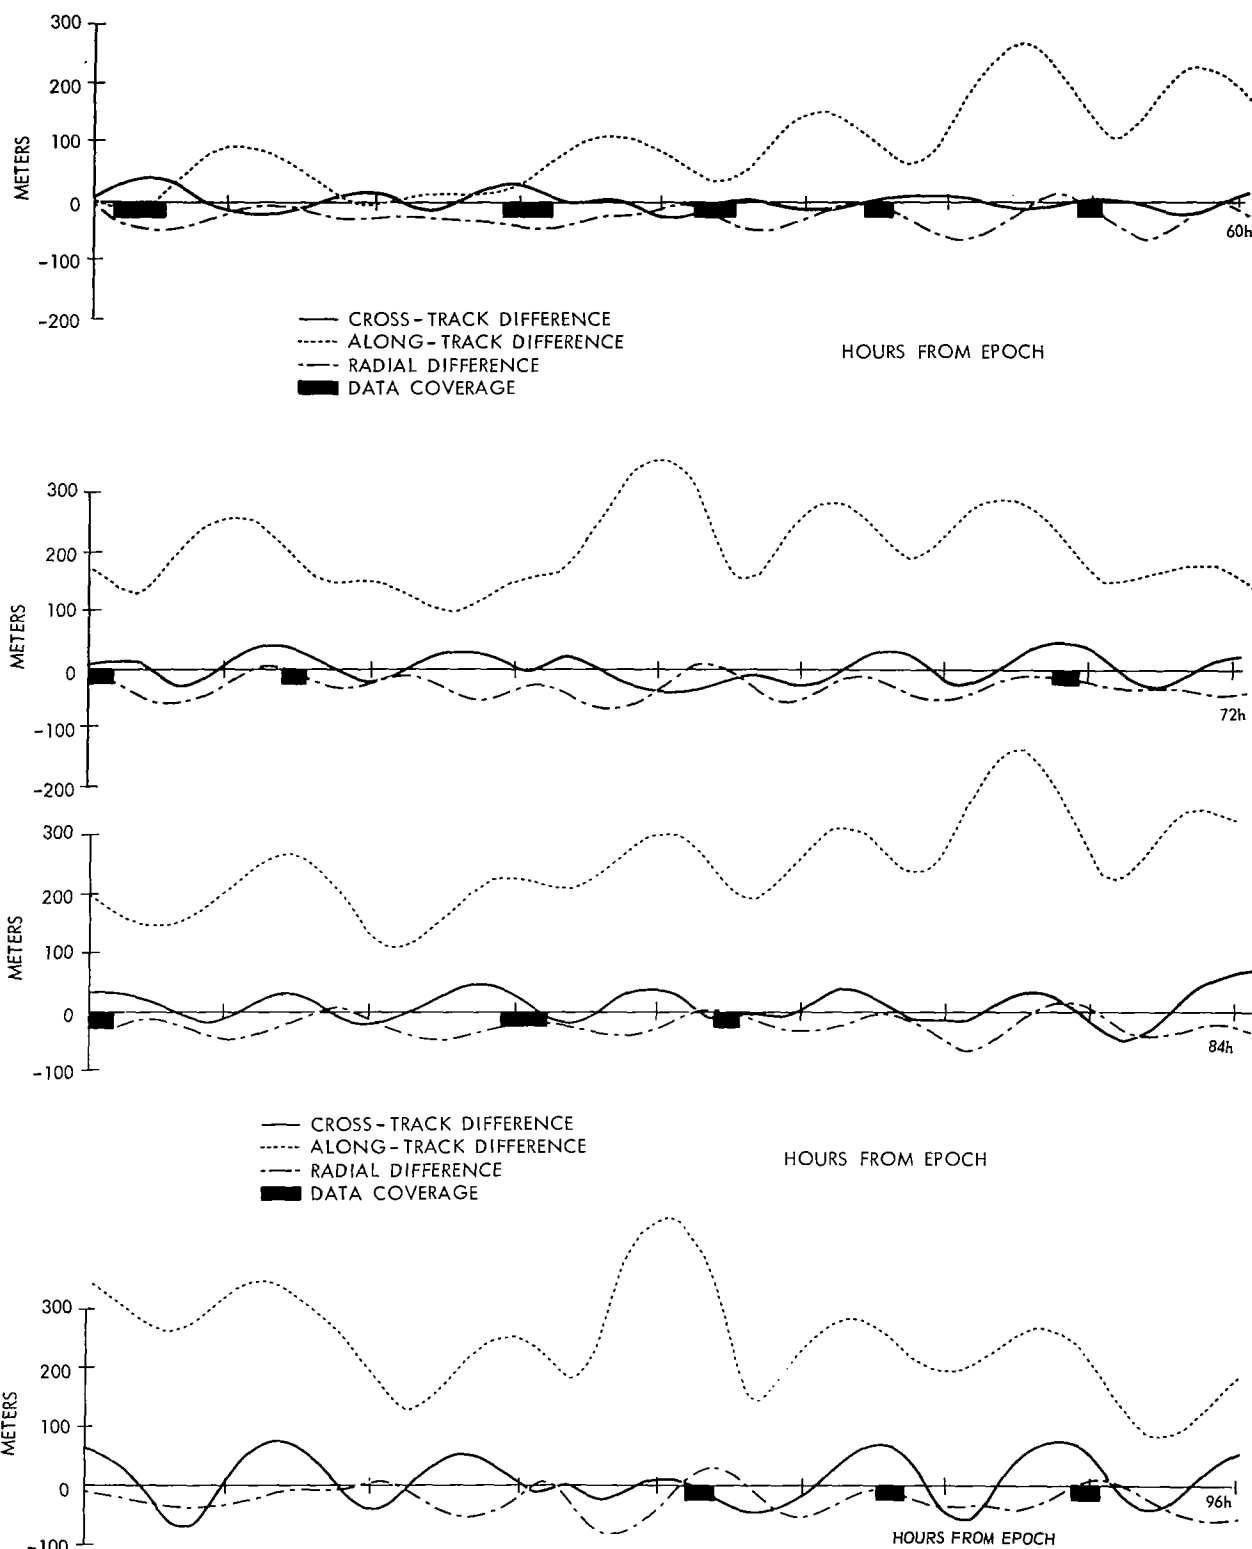 300
200
100
0
-100
-200
METERS
60h
CROSS-TRACK DIFFERENCE
ALONG-TRACK DIFFERENCE
RADIAL DIFFERENCE
DATA COVERAGE
HOURS FROM EPOCH
300
200
100
0
-100
-200
METERS
72h
300
200
100
0
-100
METERS
84h
CROSS-TRACK DIFFERENCE
ALONG-TRACK DIFFERENCE
RADIAL DIFFERENCE
DATA COVERAGE
HOURS FROM EPOCH
300
200
100
0
-100
METERS
96h
HOURS FROM EPOCH